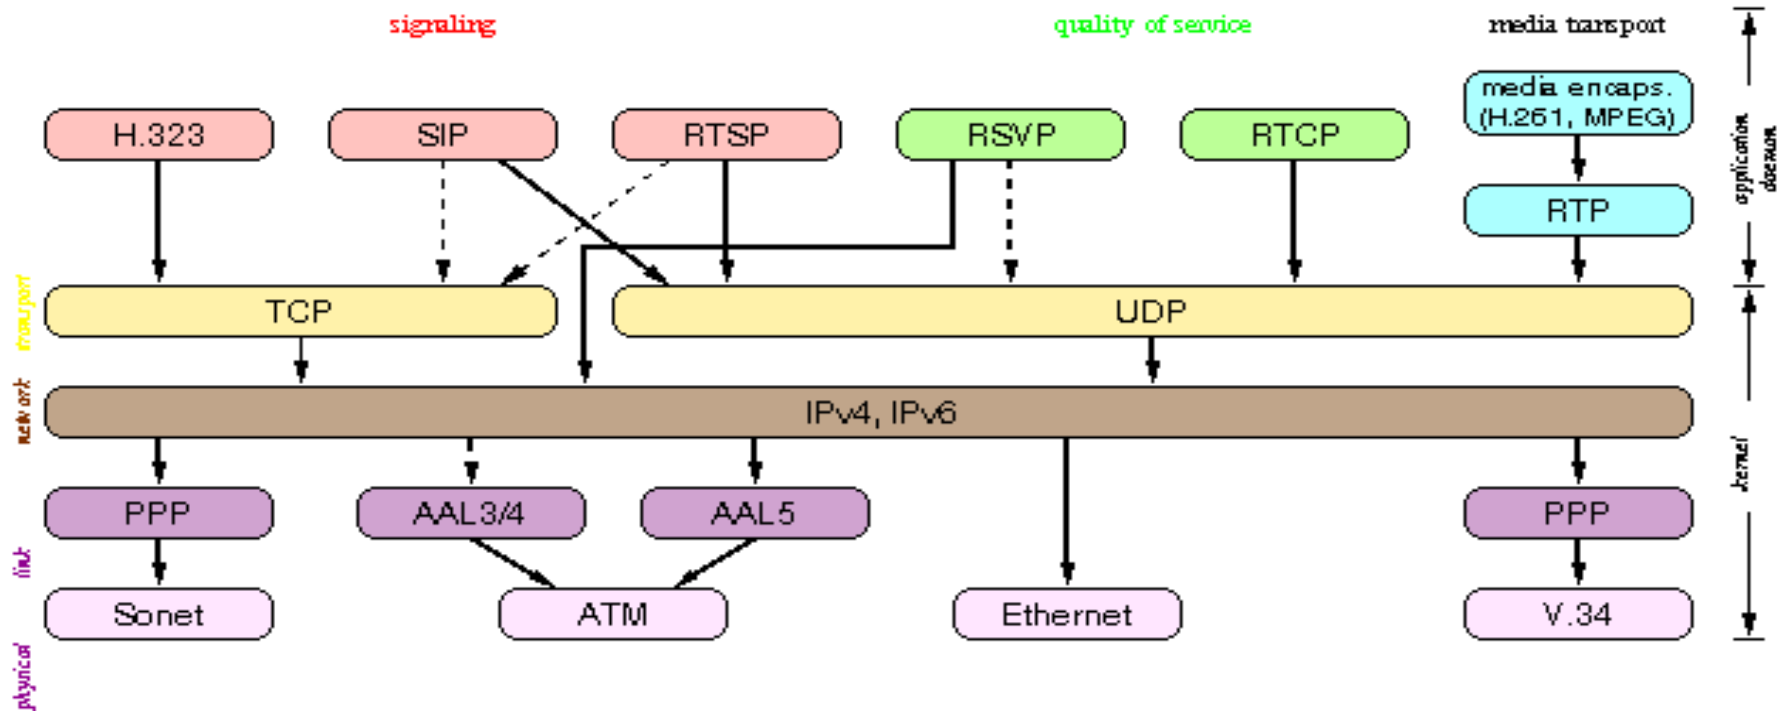 signaling
quality of service
media transport
media encaps.
(H.261, MPEG)
H.323
SIP
RTSP
RSVP
RTCP
RTP
application
daemon
transport
TCP
UDP
network
IPv4, IPv6
kernel
PPP
AAL3/4
AAL5
PPP
link
Sonet
ATM
Ethernet
V.34
physical